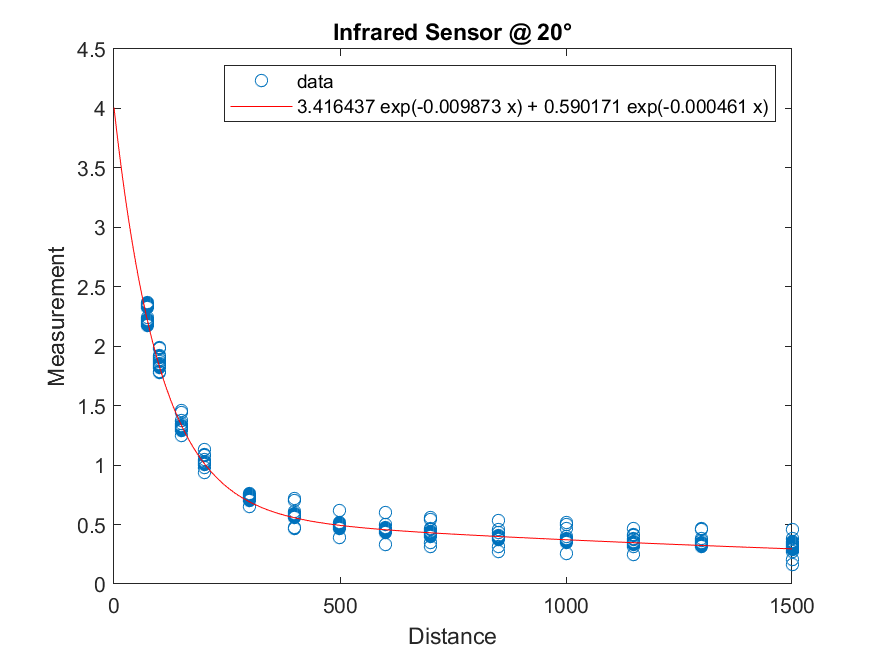 Infrared Sensor @ 20°
data
3.416437 exp(-0.009873 x) + 0.590171 exp(-0.000461 x)
4.5
4
3.5
3
2.5
2
1.5
1
0.5
0
Measurement
0 500 1000 1500
Distance